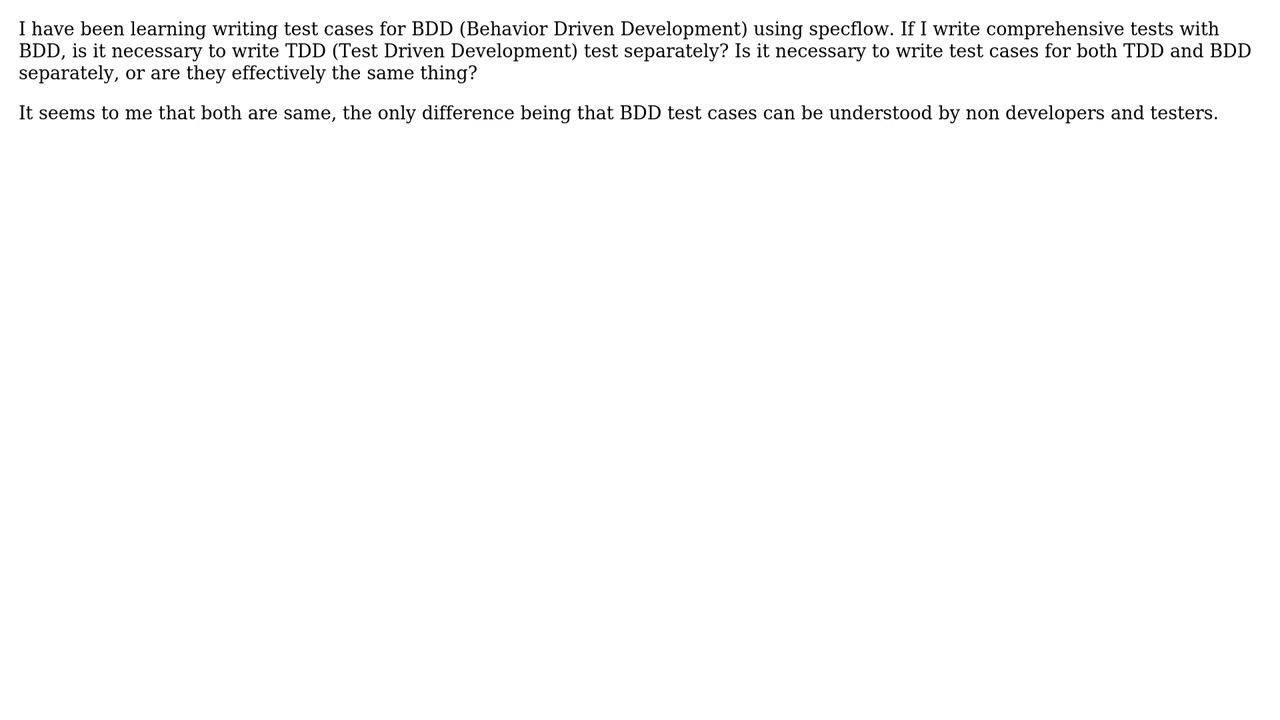 I have been learning writing test cases for BDD (Behavior Driven Development) using specflow. If I write comprehensive tests with
BDD, is it necessary to write TDD (Test Driven Development) test separately? Is it necessary to write test cases for both TDD and BDD
separately, or are they effectively the same thing?
It seems to me that both are same, the only difference being that BDD test cases can be understood by non developers and testers.